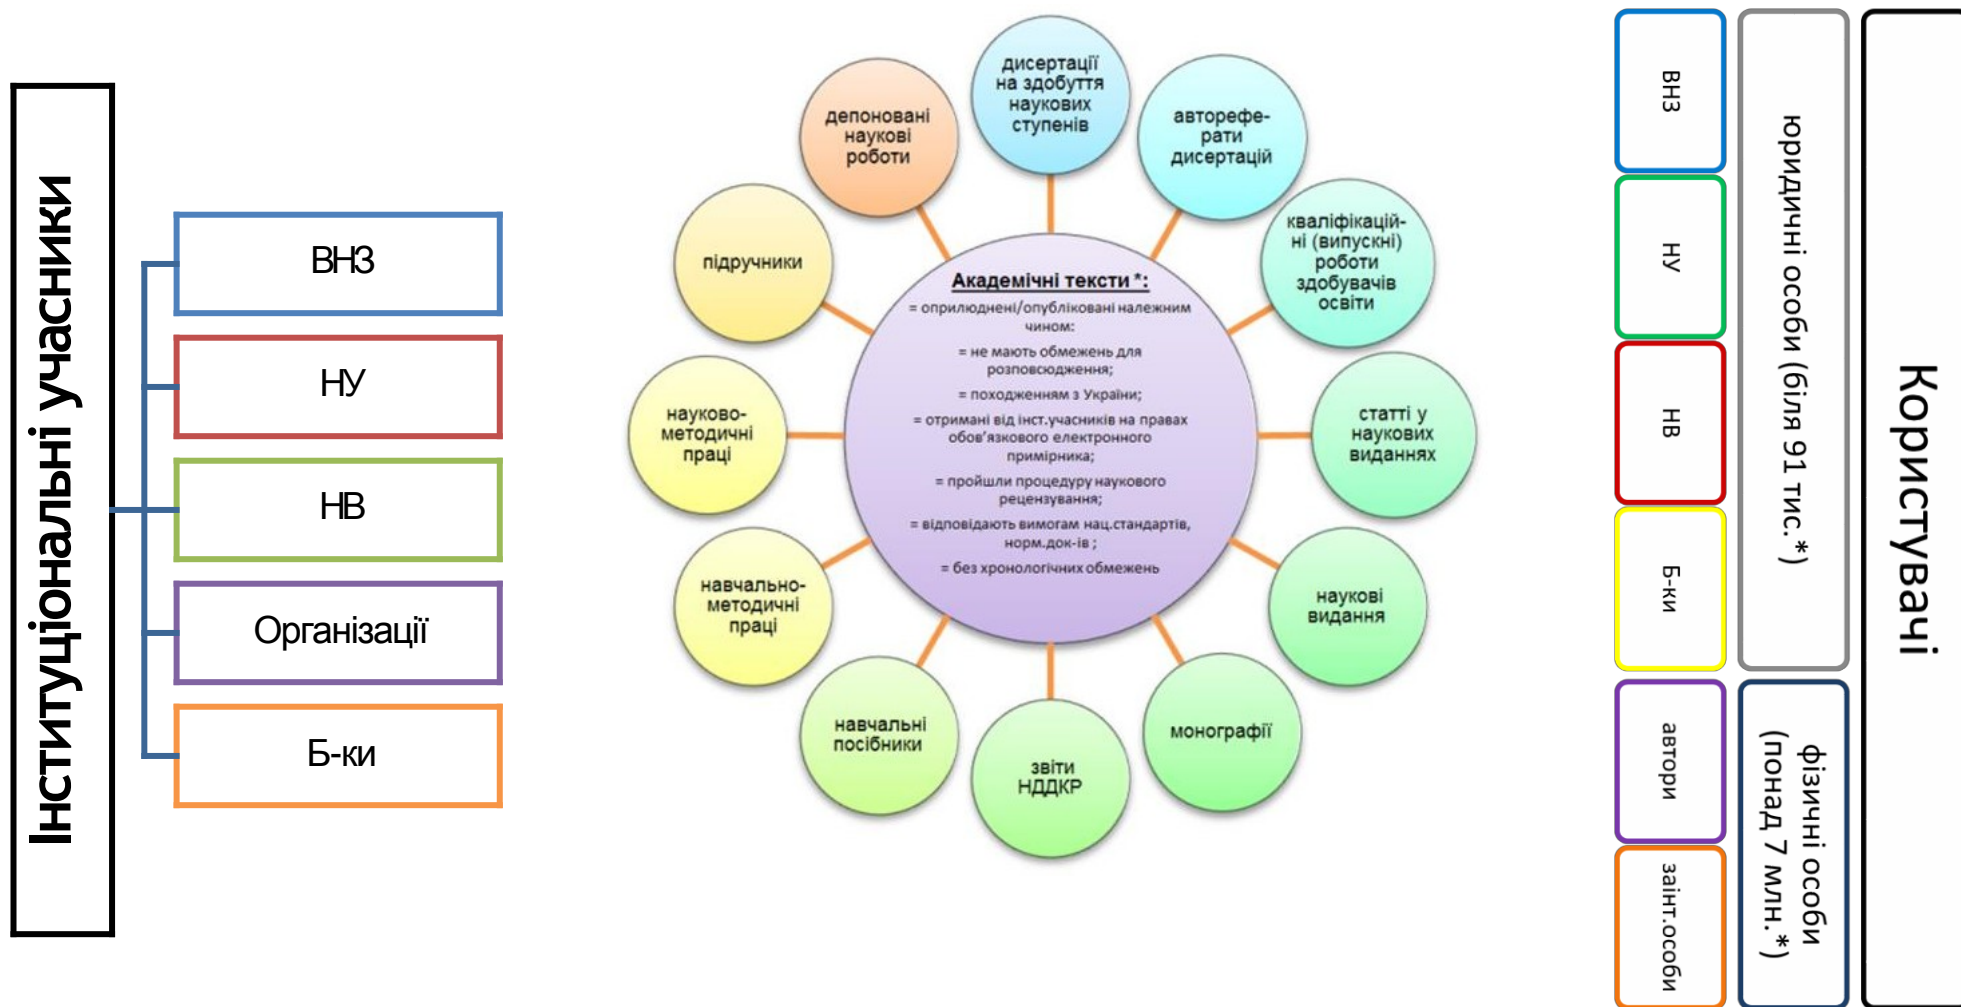 Інституціональні учасники
ВНЗ
НУ
НВ
Організації
Б-ки
дисертації
на здобуття
наукових
ступенів
авторефе-
рати
дисертацій
кваліфікацій-
ні (випускні)
роботи
здобувачів
освіти
статті у
наукових
виданнях
наукові
видання
монографії
звіти
НДДКР
навчальні
посібники
навчально-
методичні
праці
науково-
методичні
праці
підручники
депоновані
наукові
роботи
Академічні тексти *:
= оприлюднені/опубліковані належним
чином:
= не мають обмежень для
розповсюдження;
= походженням з України;
= отримані від інст.учасників на правах
обов’язкового електронного
примірника;
= пройшли процедуру наукового
рецензування;
= відповідають вимогам нац.стандартів,
норм.док-ів ;
= без хронологічних обмежень
ВНЗ
НУ
НВ
Б-ки
автори
заінт.особи
юридичні особи (біля 91 тис.*)
фізичні особи
(понад 7 млн.*)
Користувачі